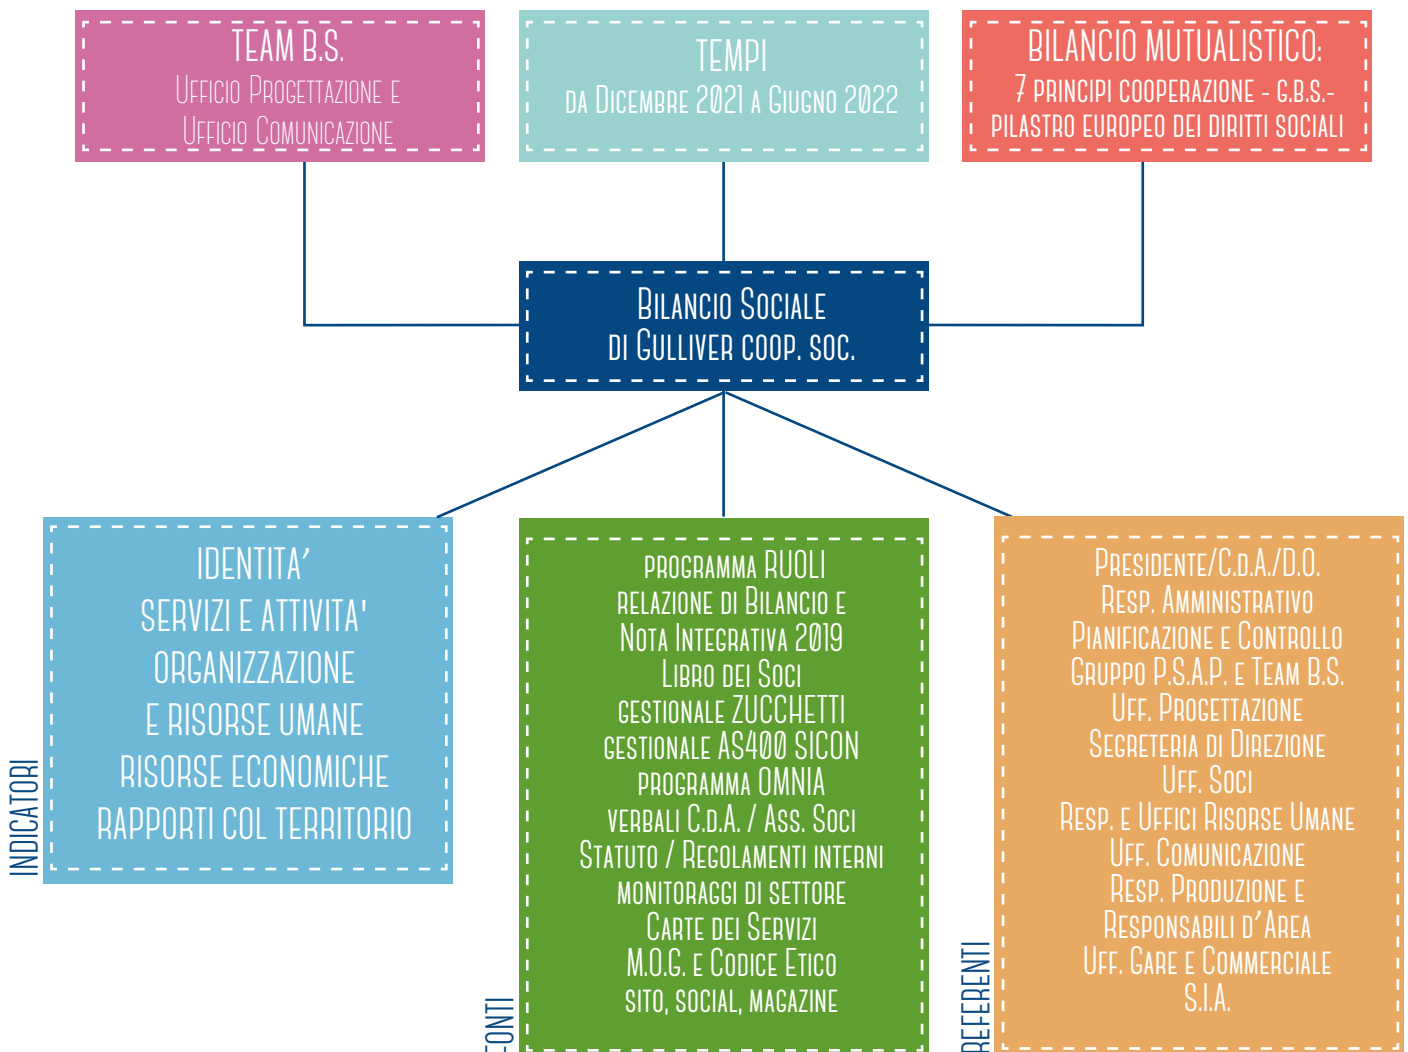 TEAM B.S.
Ufficio Progettazione e
Ufficio Comunicazione
TEMPI
da Dicembre 2021 a Giugno 2022
BILANCIO MUTUALISTICO:
7 principi cooperazione - G.B.S.-
pilastro europeo dei diritti sociali
Bilancio Sociale
di Gulliver coop. soc.
INDICATORI
IDENTITA'
SERVIZI E ATTIVITA'
ORGANIZZAZIONE
E RISORSE UMANE
RISORSE ECONOMICHE
RAPPORTI COL TERRITORIO
FONTI
programma RUOLI
relazione di Bilancio e
Nota Integrativa 2019
Libro dei Soci
gestionale ZUCCHETTI
gestionale AS400 SICON
programma OMNIA
verbali C.d.A. / Ass. Soci
Statuto / Regolamenti interni
monitoraggi di settore
Carte dei Servizi
M.O.G. e Codice Etico
sito, social, magazine
REFERENTI
Presidente/C.d.A./D.O.
Resp. Amministrativo
Pianificazione e Controllo
Gruppo P.S.A.P. e Team B.S.
Uff. Progettazione
Segreteria di Direzione
Uff. Soci
Resp. e Uffici Risorse Umane
Uff. Comunicazione
Resp. Produzione e
Responsabili d'Area
Uff. Gare e Commerciale
S.I.A.